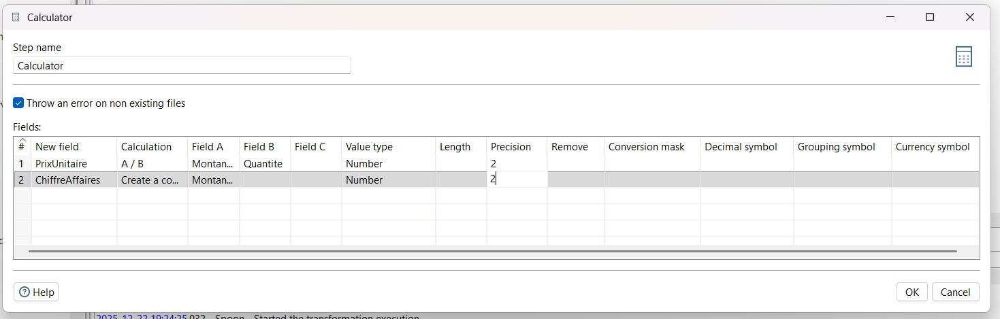 Calculator
Step name
Calculator
Throw an error on non existing files
Fields:
# New field Calculation Field A Field B Field C Value type Length Precision Remove Conversion mask Decimal symbol Grouping symbol Currency symbol
1 PrixUnitaire A / B Montan... Quantite Number 2
2 ChiffreAffaires Create a co... Montan... Number 2
Help OK Cancel
2025-12-22 19:24:25.032 - Spoon - Started the transformation execution.